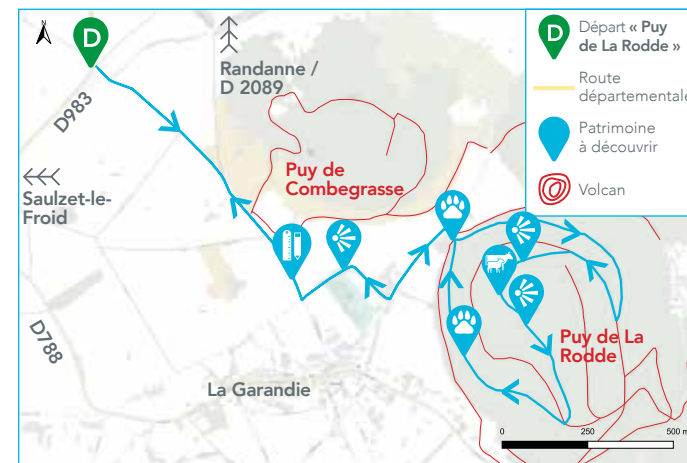 N
D
Randanne /
D 2089
D983
Saulzet-le-
Froid
Puy de
Combegrasse
D788
La Garandie
Puy de La
Rodde
D
Départ « Puy
de La Rodde »
Route
départementale
Patrimoine
à découvrir
Volcan
0 250 500 m